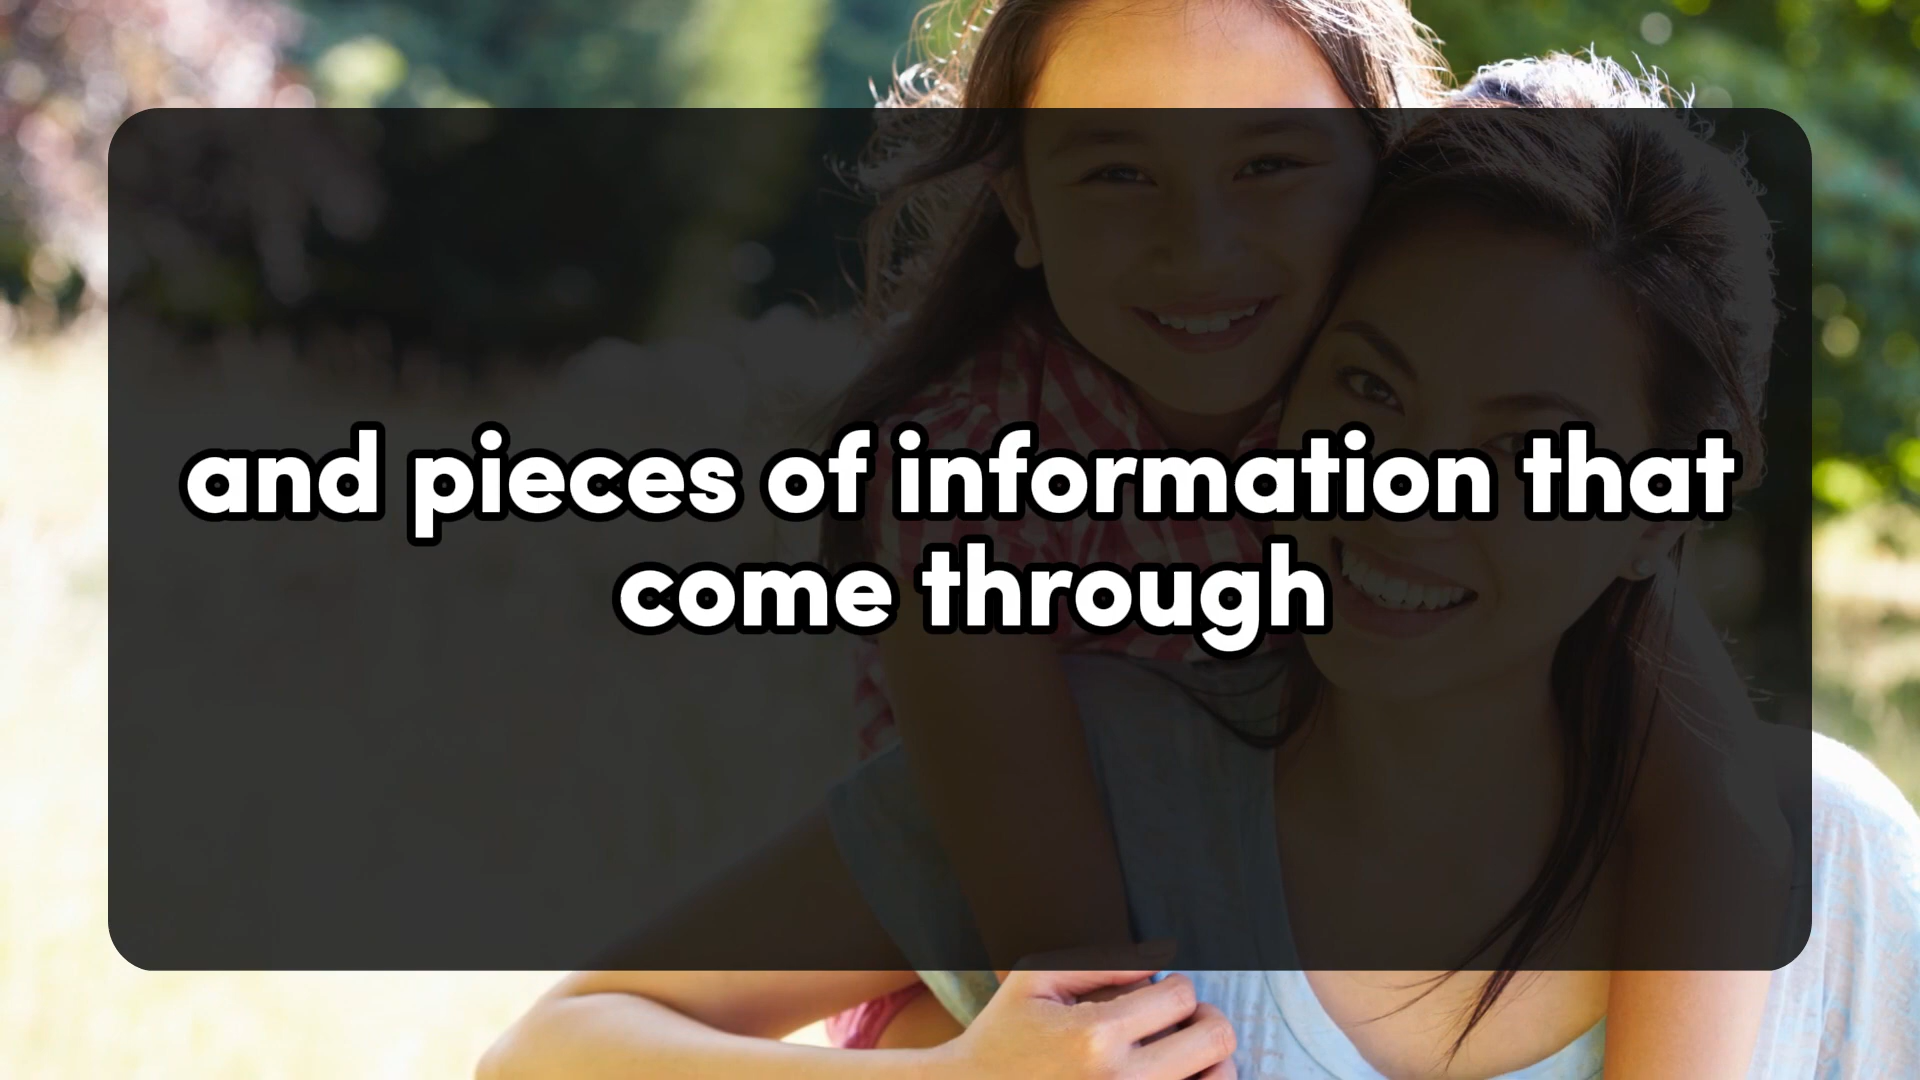 and pieces of information that
come through